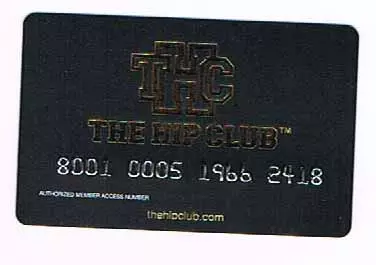 THC
THE HIP CLUB™
8001 0005 1966 2418
AUTHORIZED MEMBER ACCESS NUMBER
thehipclub.com